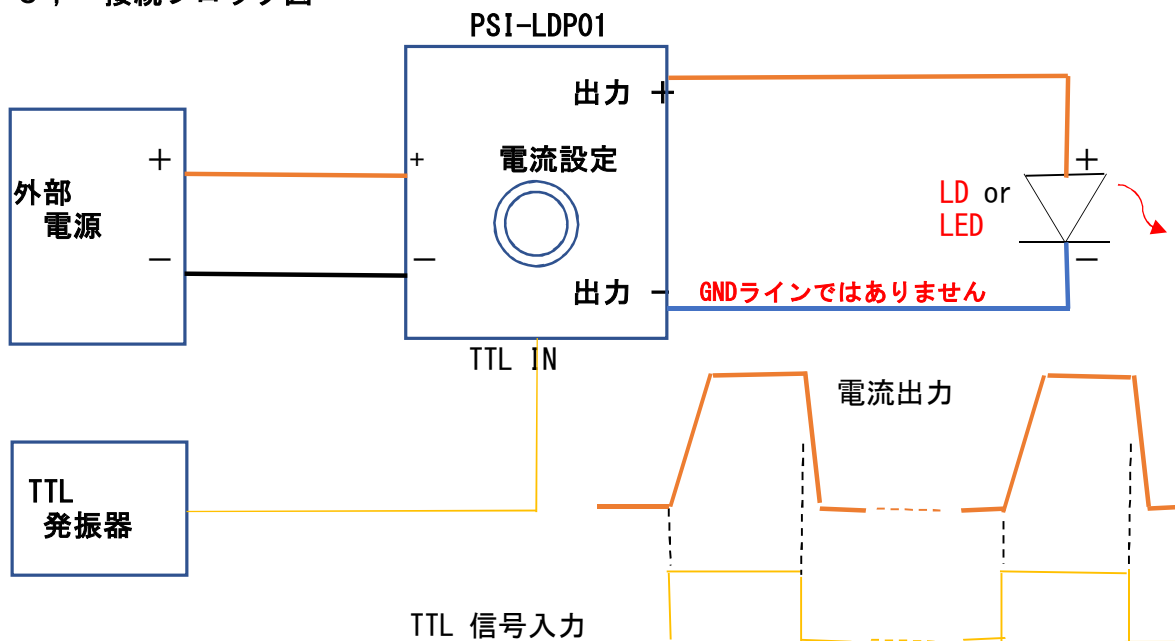 PSI-LDP01
出力 +
+
+
電流設定
外部
電源
+
LD or
LED
−
−
−
出力 −
GNDラインではありません
TTL IN
電流出力
TTL
発振器
TTL 信号入力